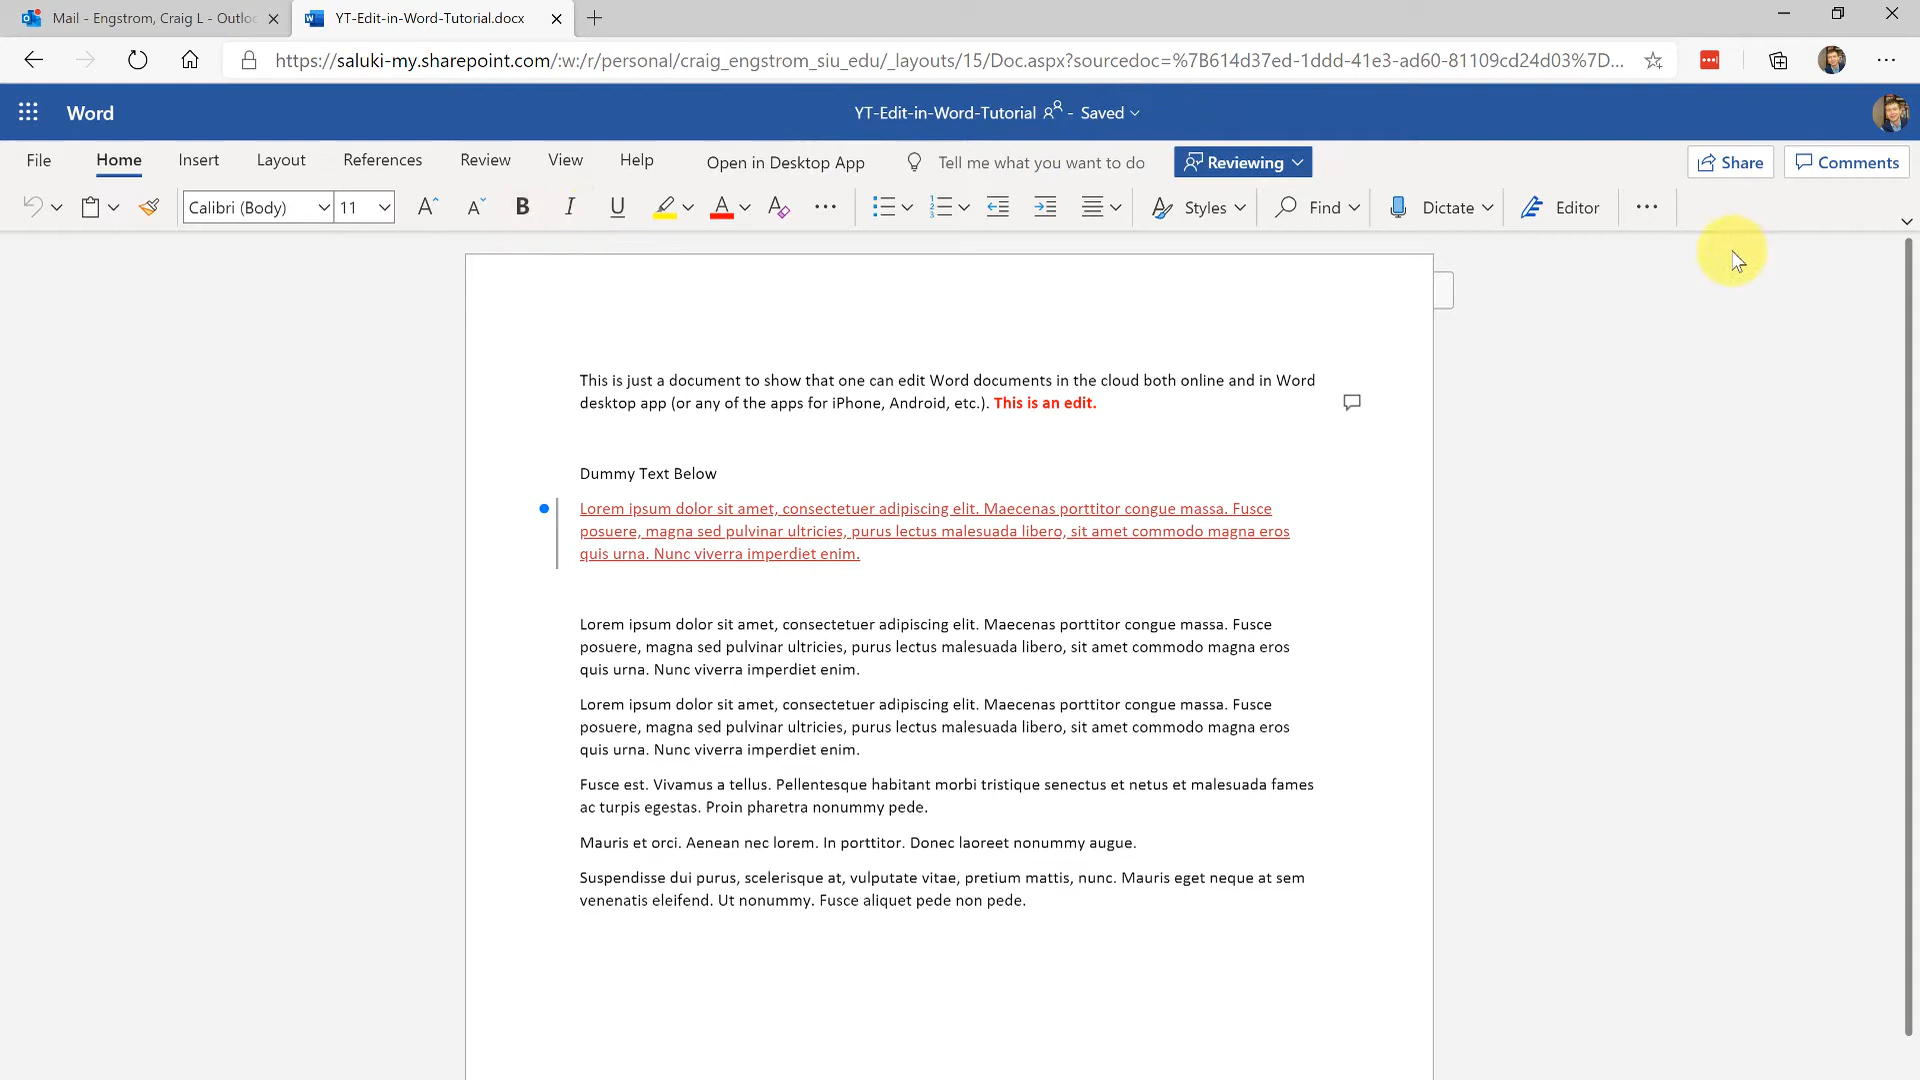 Mail - Engstrom, Craig L - Outlo
YT-Edit-in-Word-Tutorial.docx
https://saluki-my.sharepoint.com/:w:/r/personal/craig_engstrom_siu_edu/_layouts/15/Doc.aspx?sourcedoc=%7B614d37ed-1ddd-41e3-ad60-81109cd24d03%7D...
Word
YT-Edit-in-Word-Tutorial - Saved
File Home Insert Layout References Review View Help Open in Desktop App Tell me what you want to do Reviewing Share Comments
Calibri (Body) 11 Styles Find Dictate Editor
This is just a document to show that one can edit Word documents in the cloud both online and in Word
desktop app (or any of the apps for iPhone, Android, etc.). This is an edit.
Dummy Text Below
Lorem ipsum dolor sit amet, consectetuer adipiscing elit. Maecenas porttitor congue massa. Fusce
posuere, magna sed pulvinar ultricies, purus lectus malesuada libero, sit amet commodo magna eros
quis urna. Nunc viverra imperdiet enim.
Lorem ipsum dolor sit amet, consectetuer adipiscing elit. Maecenas porttitor congue massa. Fusce
posuere, magna sed pulvinar ultricies, purus lectus malesuada libero, sit amet commodo magna eros
quis urna. Nunc viverra imperdiet enim.
Lorem ipsum dolor sit amet, consectetuer adipiscing elit. Maecenas porttitor congue massa. Fusce
posuere, magna sed pulvinar ultricies, purus lectus malesuada libero, sit amet commodo magna eros
quis urna. Nunc viverra imperdiet enim.
Fusce est. Vivamus a tellus. Pellentesque habitant morbi tristique senectus et netus et malesuada fames
ac turpis egestas. Proin pharetra nonummy pede.
Mauris et orci. Aenean nec lorem. In porttitor. Donec laoreet nonummy augue.
Suspendisse dui purus, scelerisque at, vulputate vitae, pretium mattis, nunc. Mauris eget neque at sem
venenatis eleifend. Ut nonummy. Fusce aliquet pede non pede.